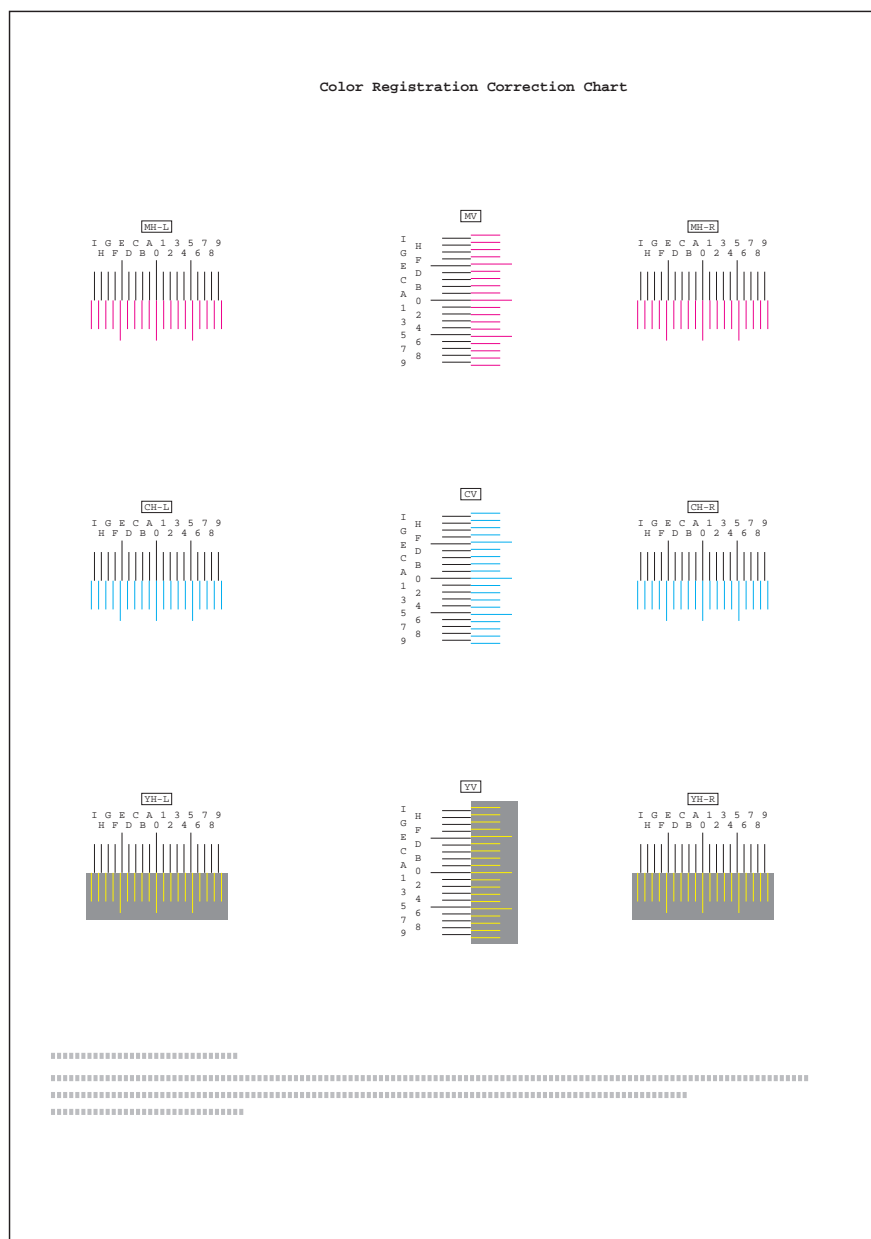 Color Registration Correction Chart
MH-L
I G E C A 1 3 5 7 9
H F D B 0 2 4 6 8
MV
I
H
G
F
E
D
C
B
A
0
1
2
3
4
5
6
7
8
9
MH-R
I G E C A 1 3 5 7 9
H F D B 0 2 4 6 8
CH-L
I G E C A 1 3 5 7 9
H F D B 0 2 4 6 8
CV
I
H
G
F
E
D
C
B
A
0
1
2
3
4
5
6
7
8
9
CH-R
I G E C A 1 3 5 7 9
H F D B 0 2 4 6 8
YH-L
I G E C A 1 3 5 7 9
H F D B 0 2 4 6 8
YV
I
H
G
F
E
D
C
B
A
0
1
2
3
4
5
6
7
8
9
YH-R
I G E C A 1 3 5 7 9
H F D B 0 2 4 6 8